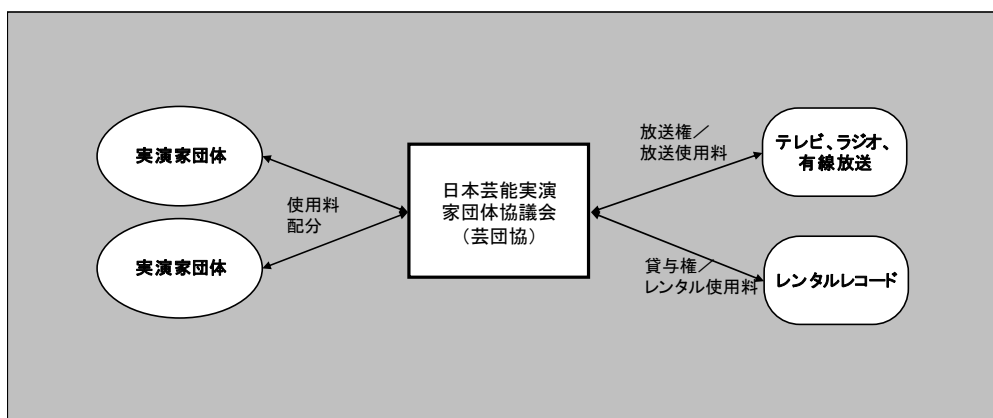 実演家団体
実演家団体
使用料
配分
日本芸能実演
家団体協議会
（芸団協）
放送権／
放送使用料
貸与権／
レンタル使用料
テレビ、ラジオ、
有線放送
レンタルレコード